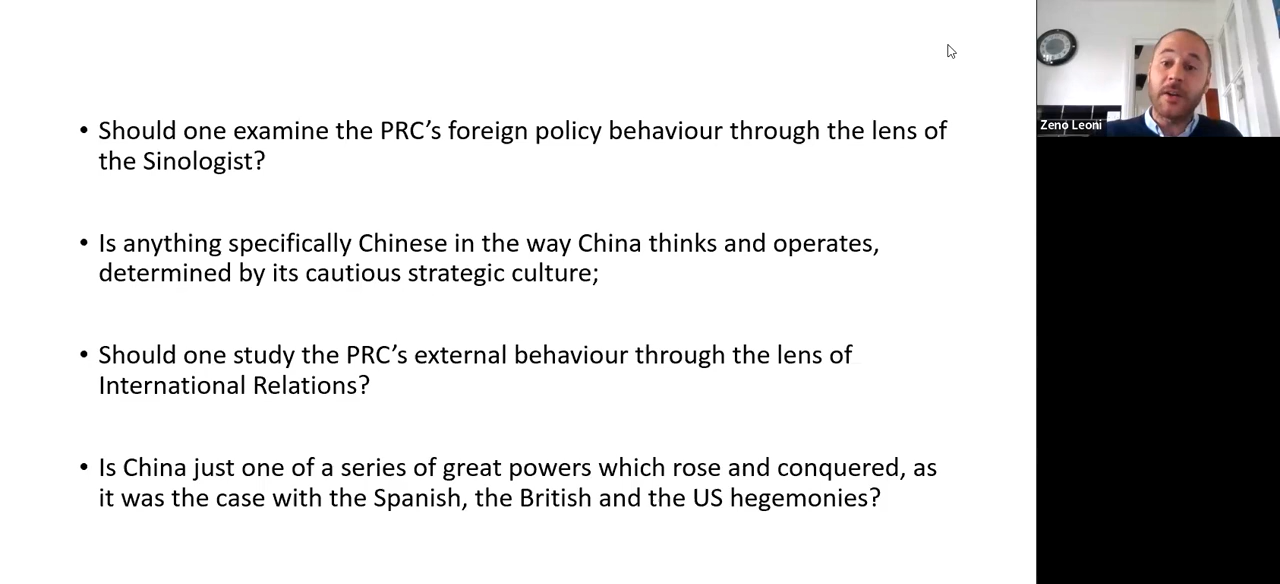 • Should one examine the PRC’s foreign policy behaviour through the lens of
the Sinologist?
• Is anything specifically Chinese in the way China thinks and operates,
determined by its cautious strategic culture;
• Should one study the PRC’s external behaviour through the lens of
International Relations?
• Is China just one of a series of great powers which rose and conquered, as
it was the case with the Spanish, the British and the US hegemonies?
Zeno Leoni